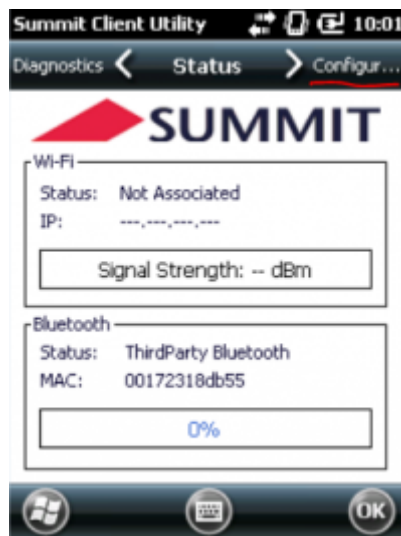 Summit Client Utility 10:01
Diagnostics Status Configur...
SUMMIT
Wi-Fi
Status: Not Associated
IP: ---.---.---.---
Signal Strength: -- dBm
Bluetooth
Status: ThirdParty Bluetooth
MAC: 00172318db55
0%
OK